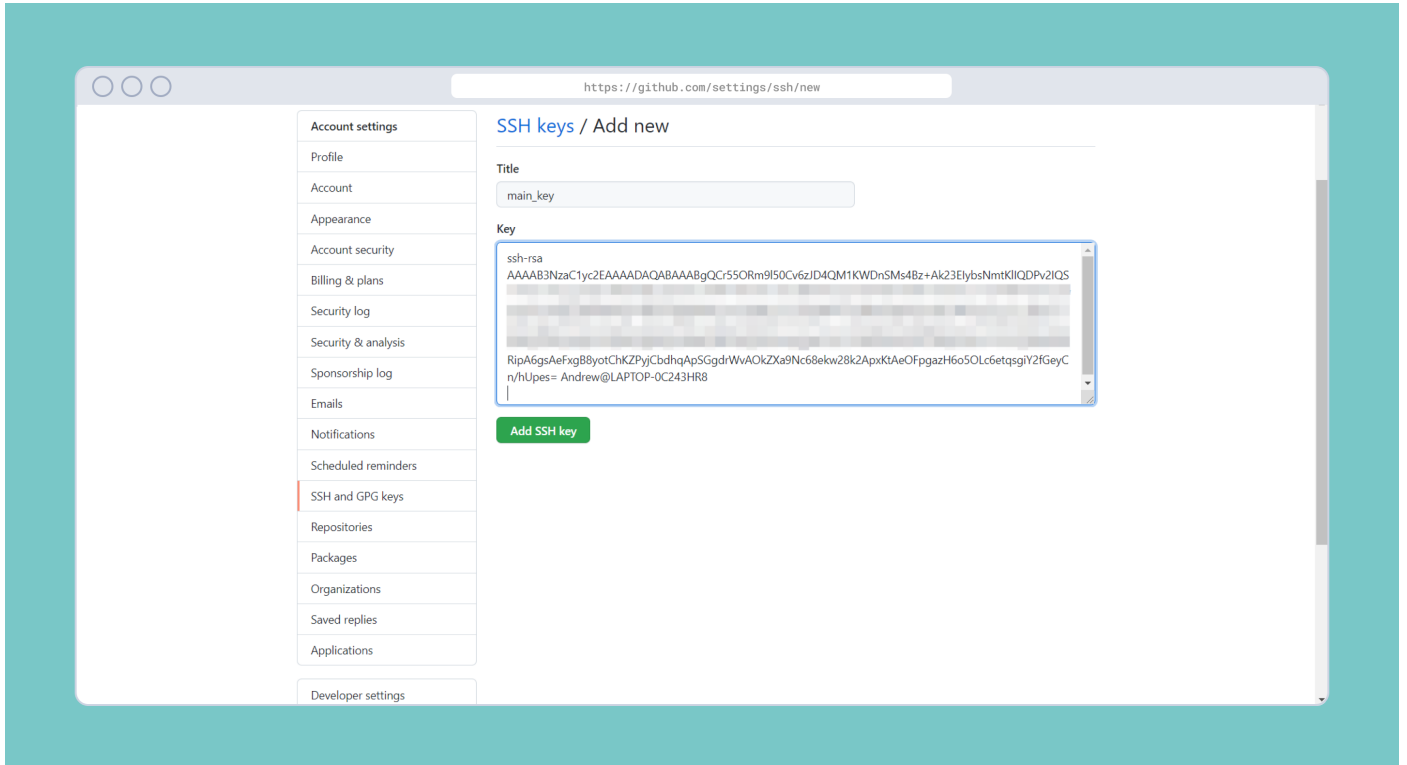 https://github.com/settings/ssh/new
Account settings
Profile
Account
Appearance
Account security
Billing & plans
Security log
Security & analysis
Sponsorship log
Emails
Notifications
Scheduled reminders
SSH and GPG keys
Repositories
Packages
Organizations
Saved replies
Applications
Developer settings
SSH keys / Add new
Title
main_key
Key
ssh-rsa
AAAAB3NzaC1yc2EAAAADAQABAAABgQCr55ORm9l50Cv6zJD4QM1KWDnSMs4Bz+Ak23EIybsNmtKlIQDPv2IQS
RipA6gsAeFxgB8yotChKZPyjCbdhqApSGgdrWvAOkZXa9Nc68ekw28k2ApxKtAeOFpgazH6o5OLc6etqsgiY2fGeyC
n/hUpes= Andrew@LAPTOP-0C243HR8
Add SSH key